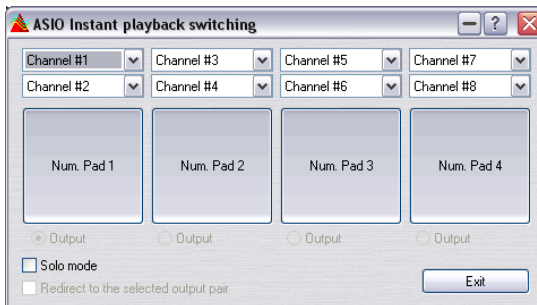 ASIO Instant playback switching
Channel #1 Channel #3 Channel #5 Channel #7
Channel #2 Channel #4 Channel #6 Channel #8
Num. Pad 1 Num. Pad 2 Num. Pad 3 Num. Pad 4
Output Output Output Output
Solo mode
Redirect to the selected output pair
Exit